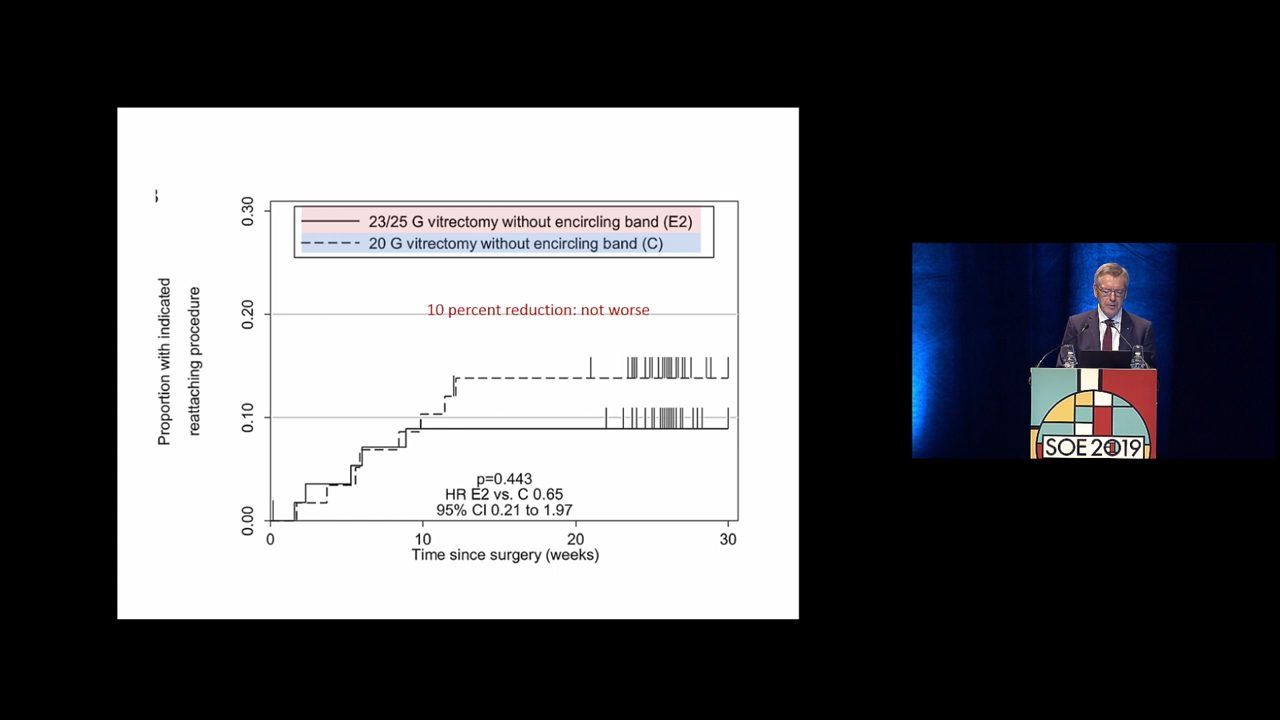 23/25 G vitrectomy without encircling band (E2)
20 G vitrectomy without encircling band (C)
10 percent reduction: not worse
Proportion with indicated
reattaching procedure
0.30
0.20
0.10
0.00
p=0.443
HR E2 vs. C 0.65
95% CI 0.21 to 1.97
0
10
20
30
Time since surgery (weeks)
SOE 2019